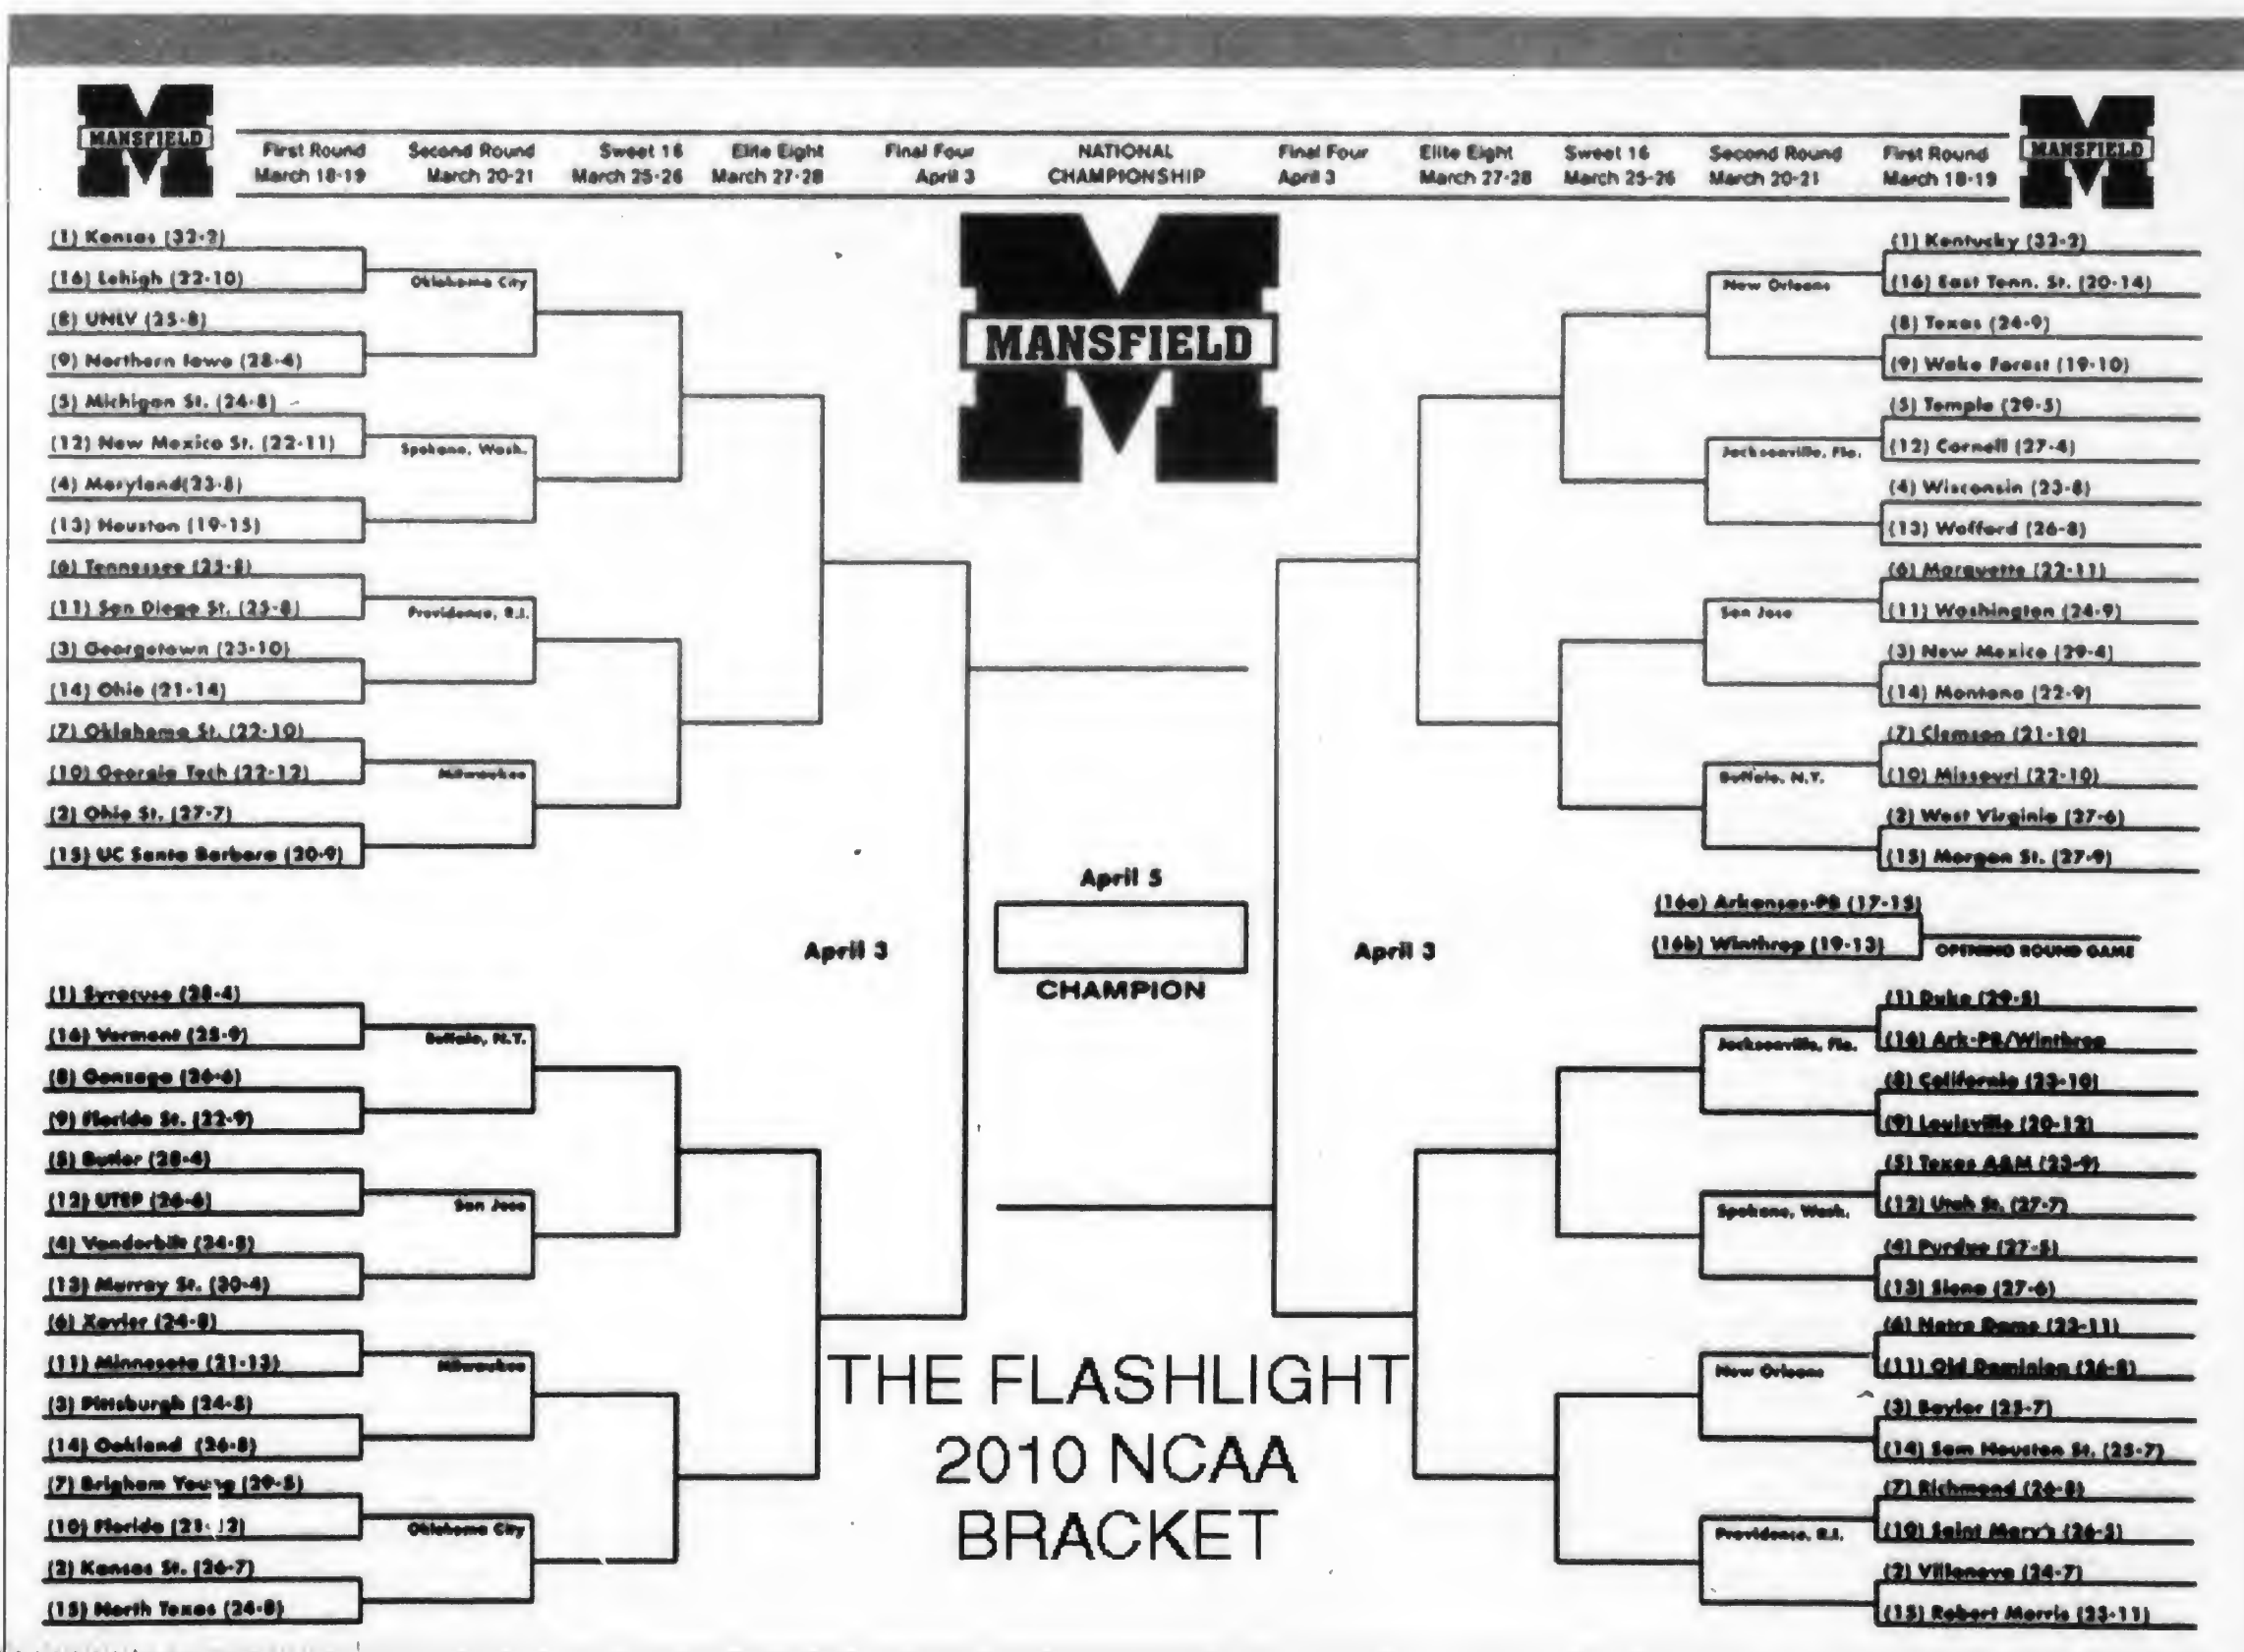 MANSFIELD
First Round Second Round Sweet 16 Elite Eight Final Four NATIONAL Final Four Elite Eight Sweet 16 Second Round First Round
March 18-19 March 20-21 March 25-26 March 27-28 April 3 CHAMPIONSHIP April 3 March 27-28 March 25-26 March 20-21 March 18-19
MANSFIELD
MANSFIELD
(1) Kansas (32-2)
(16) Lehigh (22-10)
Oklahoma City
(8) UNLV (25-8)
(9) Northern Iowa (28-4)
(5) Michigan St. (24-8)
(12) New Mexico St. (22-11)
Spokane, Wash.
(4) Maryland(23-8)
(13) Houston (19-15)
(6) Tennessee (25-8)
(11) San Diego St. (25-8)
Providence, R.I.
(3) Georgetown (23-10)
(14) Ohio (21-14)
(7) Oklahoma St. (22-10)
(10) Georgia Tech (22-12)
Milwaukee
(2) Ohio St. (27-7)
(15) UC Santa Barbara (20-9)
(1) Syracuse (28-4)
(16) Vermont (25-9)
Buffalo, N.Y.
(8) Gonzaga (26-6)
(9) Florida St. (22-9)
(5) Butler (28-4)
(12) UTEP (26-6)
San Jose
(4) Vanderbilt (24-8)
(13) Murray St. (30-4)
(6) Xavier (24-8)
(11) Minnesota (21-13)
Milwaukee
(3) Pittsburgh (24-8)
(14) Oakland (26-8)
(7) Brigham Young (29-5)
(10) Florida (21-12)
Oklahoma City
(2) Kansas St. (26-7)
(15) North Texas (24-8)
April 3
April 5
CHAMPION
April 3
THE FLASHLIGHT
2010 NCAA
BRACKET
(1) Kentucky (32-2)
New Orleans
(16) East Tenn. St. (20-14)
(8) Texas (24-9)
(9) Wake Forest (19-10)
(5) Temple (29-5)
Jacksonville, Fla.
(12) Cornell (27-4)
(4) Wisconsin (23-8)
(13) Wofford (26-8)
(6) Marquette (22-11)
San Jose
(11) Washington (24-9)
(3) New Mexico (29-4)
(14) Montana (22-9)
(7) Clemson (21-10)
Buffalo, N.Y.
(10) Missouri (22-10)
(2) West Virginia (27-6)
(15) Morgan St. (27-9)
(16a) Arkansas-PB (17-15)
(16b) Winthrop (19-13)
OPENING ROUND GAME
(1) Duke (29-5)
Jacksonville, Fla.
(16) Ark-PB/Winthrop
(8) California (23-10)
(9) Louisville (20-12)
(5) Texas A&M (23-9)
Spokane, Wash.
(12) Utah St. (27-7)
(4) Purdue (27-5)
(13) Siena (27-6)
(6) Notre Dame (23-11)
New Orleans
(11) Old Dominion (26-8)
(3) Baylor (25-7)
(14) Sam Houston St. (25-7)
(7) Richmond (26-8)
Providence, R.I.
(10) Saint Mary's (26-5)
(2) Villanova (24-7)
(15) Robert Morris (23-11)